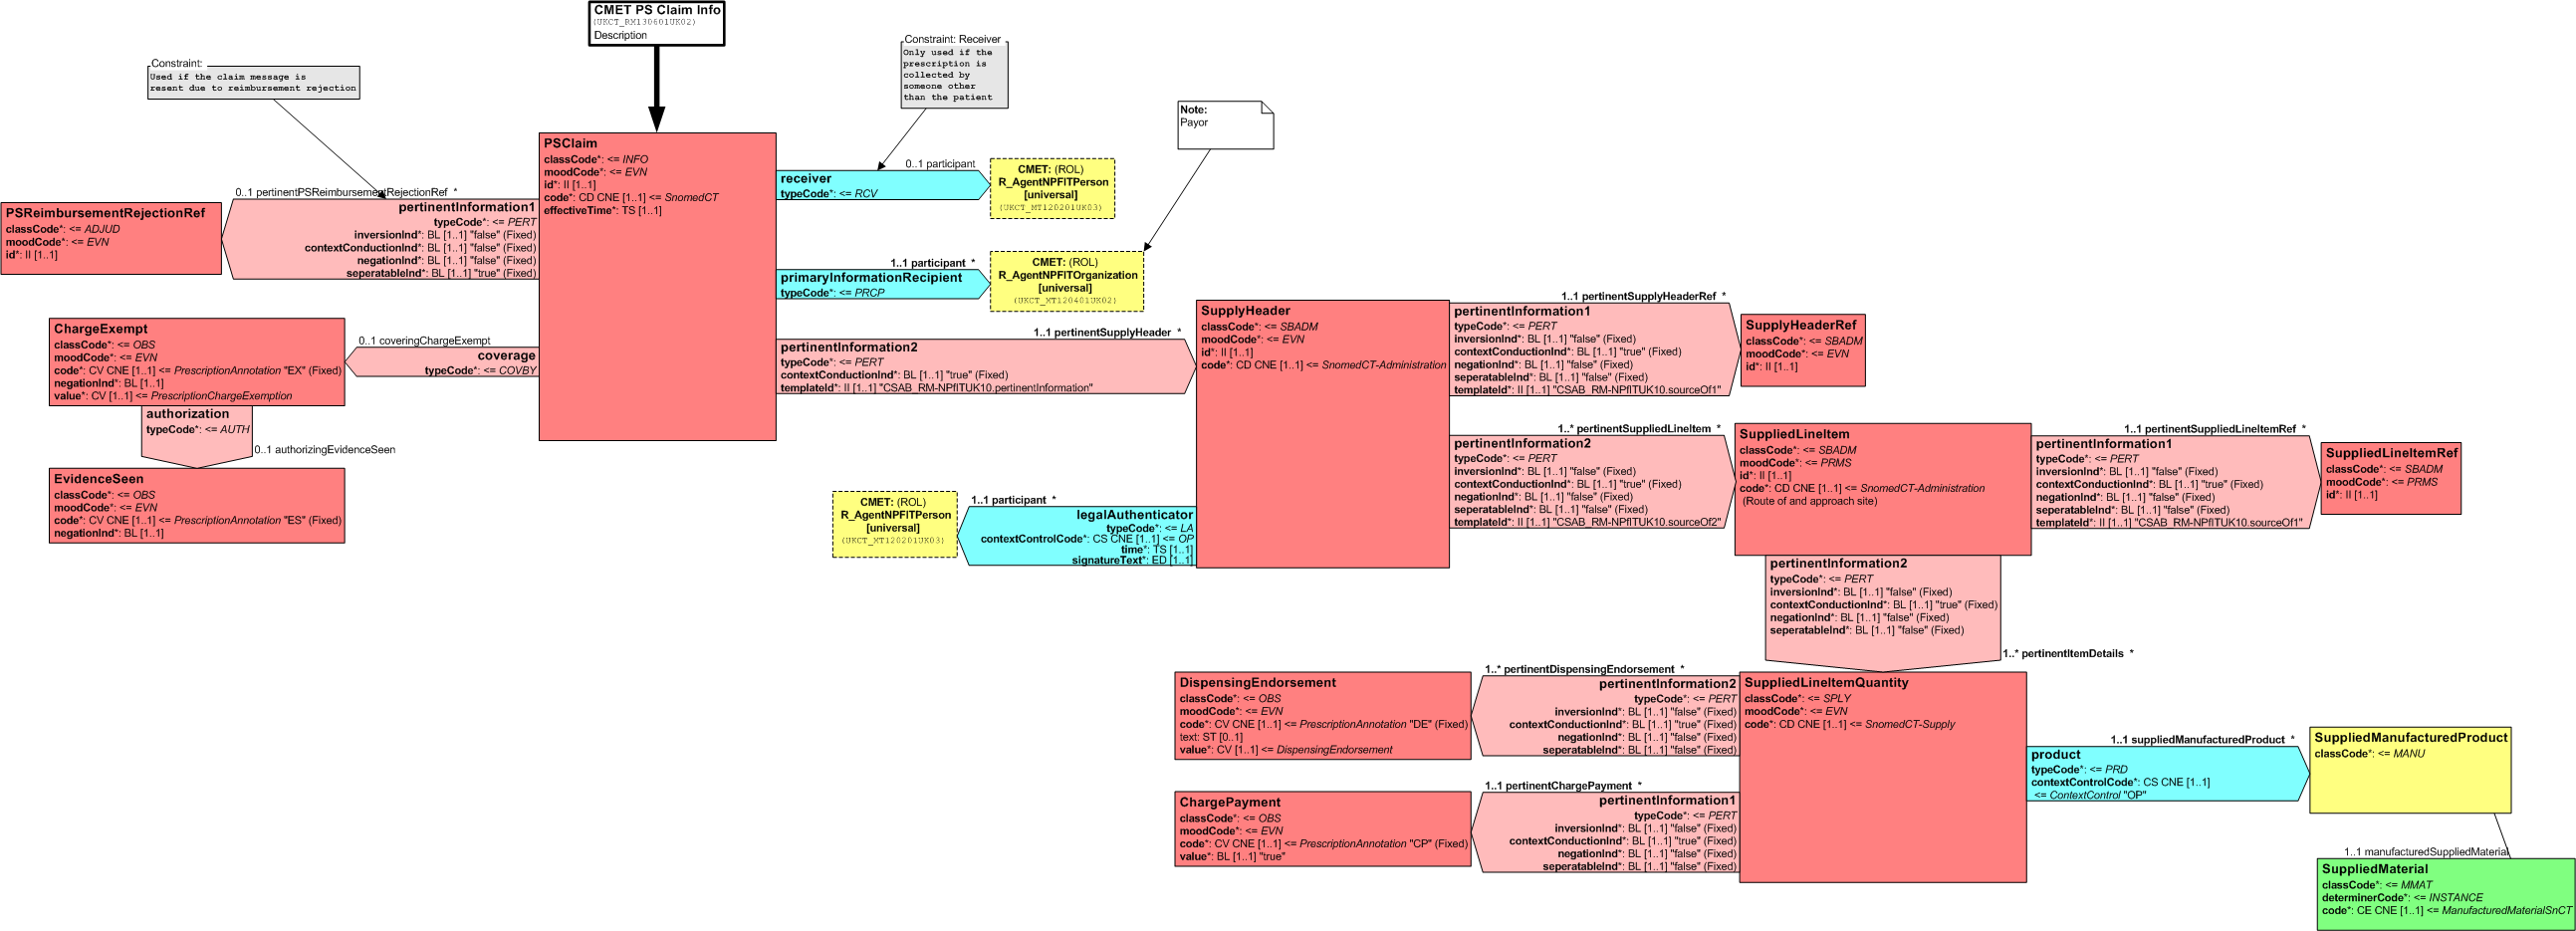 CMET PS Claim Info
(UKCT_RM130601UK02)
Description
Constraint:
Used if the claim message is
resent due to reimbursement rejection
Constraint: Receiver
Only used if the
prescription is
collected by
someone other
than the patient
Note:
Payor
PSClaim
classCode*: <= INFO
moodCode*: <= EVN
id*: II [1..1]
code*: CD CNE [1..1] <= SnomedCT
effectiveTime*: TS [1..1]
0..1 pertinentPSReimbursementRejectionRef *
pertinentInformation1
typeCode*: <= PERT
inversionInd*: BL [1..1] "false" (Fixed)
contextConductionInd*: BL [1..1] "false" (Fixed)
negationInd*: BL [1..1] "false" (Fixed)
seperatableInd*: BL [1..1] "true" (Fixed)
PSReimbursementRejectionRef
classCode*: <= ADJUD
moodCode*: <= EVN
id*: II [1..1]
0..1 participant
receiver
typeCode*: <= RCV
CMET: (ROL)
R_AgentNPFITPerson
[universal]
(UKCT_MT120201UK03)
1..1 participant *
primaryInformationRecipient
typeCode*: <= PRCP
CMET: (ROL)
R_AgentNPFITOrganization
[universal]
(UKCT_MT120401UK02)
0..1 coveringChargeExempt
coverage
typeCode*: <= COVBY
ChargeExempt
classCode*: <= OBS
moodCode*: <= EVN
code*: CV CNE [1..1] <= PrescriptionAnnotation "EX" (Fixed)
negationInd*: BL [1..1]
value*: CV [1..1] <= PrescriptionChargeExemption
authorization
typeCode*: <= AUTH
0..1 authorizingEvidenceSeen
EvidenceSeen
classCode*: <= OBS
moodCode*: <= EVN
code*: CV CNE [1..1] <= PrescriptionAnnotation "ES" (Fixed)
negationInd*: BL [1..1]
1..1 pertinentSupplyHeader *
pertinentInformation2
typeCode*: <= PERT
contextConductionInd*: BL [1..1] "true" (Fixed)
templateId*: II [1..1] "CSAB_RM-NPfITUK10.pertinentInformation"
SupplyHeader
classCode*: <= SBADM
moodCode*: <= EVN
id*: II [1..1]
code*: CD CNE [1..1] <= SnomedCT-Administration
1..1 pertinentSupplyHeaderRef *
pertinentInformation1
typeCode*: <= PERT
inversionInd*: BL [1..1] "false" (Fixed)
contextConductionInd*: BL [1..1] "true" (Fixed)
negationInd*: BL [1..1] "false" (Fixed)
seperatableInd*: BL [1..1] "false" (Fixed)
templateId*: II [1..1] "CSAB_RM-NPfITUK10.sourceOf1"
SupplyHeaderRef
classCode*: <= SBADM
moodCode*: <= EVN
id*: II [1..1]
1..* pertinentSuppliedLineItem *
pertinentInformation2
typeCode*: <= PERT
inversionInd*: BL [1..1] "false" (Fixed)
contextConductionInd*: BL [1..1] "true" (Fixed)
negationInd*: BL [1..1] "false" (Fixed)
seperatableInd*: BL [1..1] "false" (Fixed)
templateId*: II [1..1] "CSAB_RM-NPfITUK10.sourceOf2"
SuppliedLineItem
classCode*: <= SBADM
moodCode*: <= PRMS
id*: II [1..1]
code*: CD CNE [1..1] <= SnomedCT-Administration
(Route of and approach site)
1..1 pertinentSuppliedLineItemRef *
pertinentInformation1
typeCode*: <= PERT
inversionInd*: BL [1..1] "false" (Fixed)
contextConductionInd*: BL [1..1] "true" (Fixed)
negationInd*: BL [1..1] "false" (Fixed)
seperatableInd*: BL [1..1] "false" (Fixed)
templateId*: II [1..1] "CSAB_RM-NPfITUK10.sourceOf1"
SuppliedLineItemRef
classCode*: <= SBADM
moodCode*: <= PRMS
id*: II [1..1]
CMET: (ROL)
R_AgentNPFITPerson
[universal]
(UKCT_MT120201UK03)
1..1 participant *
legalAuthenticator
typeCode*: <= LA
contextControlCode*: CS CNE [1..1] <= OP
time*: TS [1..1]
signatureText*: ED [1..1]
pertinentInformation2
typeCode*: <= PERT
inversionInd*: BL [1..1] "false" (Fixed)
contextConductionInd*: BL [1..1] "true" (Fixed)
negationInd*: BL [1..1] "false" (Fixed)
seperatableInd*: BL [1..1] "false" (Fixed)
1..* pertinentItemDetails *
SuppliedLineItemQuantity
classCode*: <= SPLY
moodCode*: <= EVN
code*: CD CNE [1..1] <= SnomedCT-Supply
1..* pertinentDispensingEndorsement *
pertinentInformation2
typeCode*: <= PERT
inversionInd*: BL [1..1] "false" (Fixed)
contextConductionInd*: BL [1..1] "true" (Fixed)
negationInd*: BL [1..1] "false" (Fixed)
seperatableInd*: BL [1..1] "false" (Fixed)
DispensingEndorsement
classCode*: <= OBS
moodCode*: <= EVN
code*: CV CNE [1..1] <= PrescriptionAnnotation "DE" (Fixed)
text: ST [0..1]
value*: CV [1..1] <= DispensingEndorsement
1..1 pertinentChargePayment *
pertinentInformation1
typeCode*: <= PERT
inversionInd*: BL [1..1] "false" (Fixed)
contextConductionInd*: BL [1..1] "true" (Fixed)
negationInd*: BL [1..1] "false" (Fixed)
seperatableInd*: BL [1..1] "false" (Fixed)
ChargePayment
classCode*: <= OBS
moodCode*: <= EVN
code*: CV CNE [1..1] <= PrescriptionAnnotation "CP" (Fixed)
value*: BL [1..1] "true"
1..1 suppliedManufacturedProduct *
product
typeCode*: <= PRD
contextControlCode*: CS CNE [1..1]
<= ContextControl "OP"
SuppliedManufacturedProduct
classCode*: <= MANU
1..1 manufacturedSuppliedMaterial
SuppliedMaterial
classCode*: <= MMAT
determinerCode*: <= INSTANCE
code*: CE CNE [1..1] <= ManufacturedMaterialSnCT